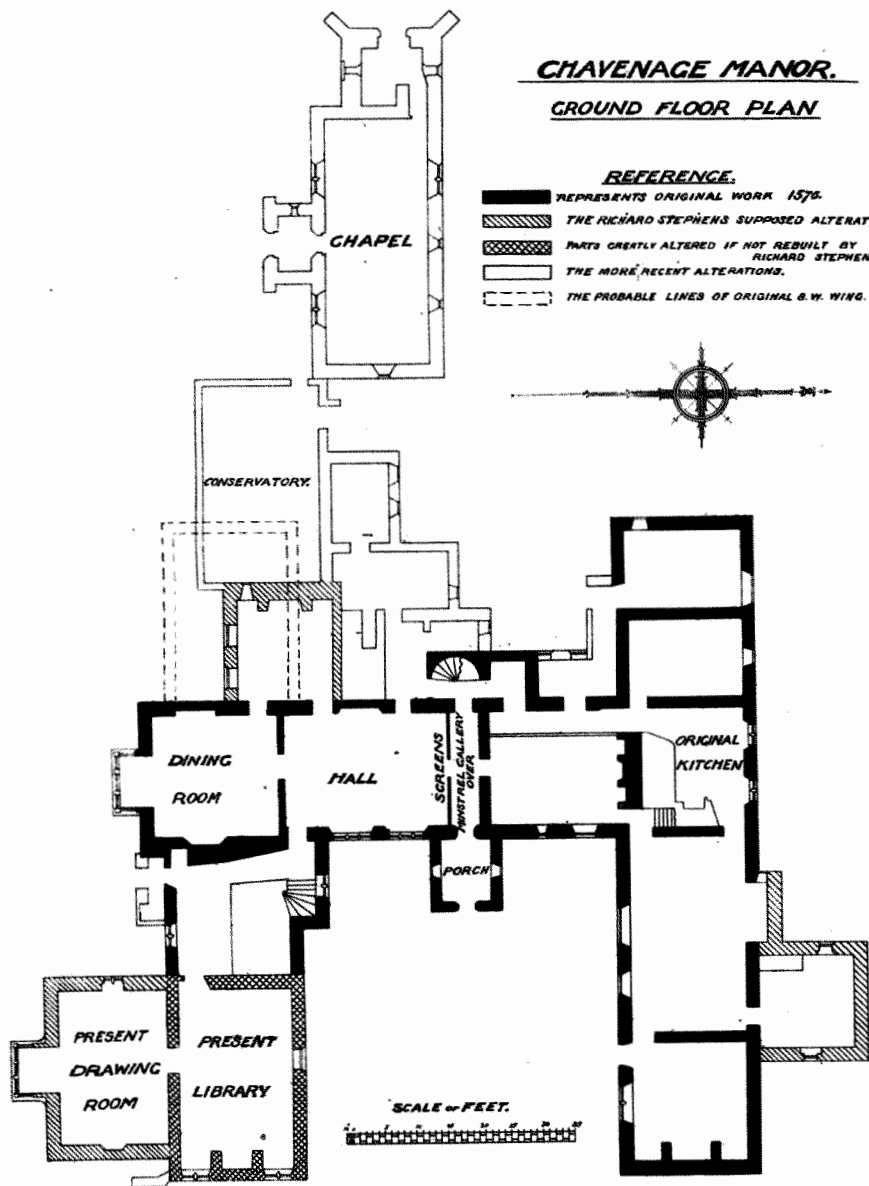 CHAVENAGE MANOR.
GROUND FLOOR PLAN
REFERENCE.
REPRESENTS ORIGINAL WORK 1576.
THE RICHARD STEPHENS SUPPOSED ALTERAT
PARTS GREATLY ALTERED IF NOT REBUILT BY
RICHARD STEPHEN
THE MORE RECENT ALTERATIONS.
THE PROBABLE LINES OF ORIGINAL S.W. WING.
CHAPEL
CONSERVATORY.
DINING
ROOM
HALL
SCREENS
MINSTREL GALLERY
OVER
ORIGINAL
KITCHEN
PORCH
PRESENT
DRAWING
ROOM
PRESENT
LIBRARY
SCALE OF FEET.